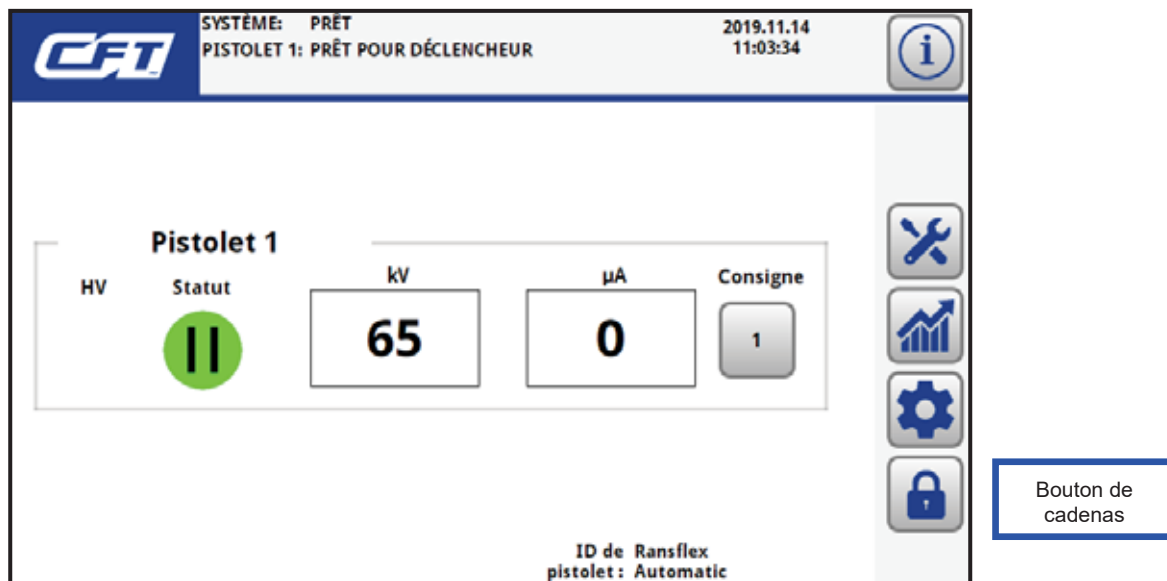 CFT
SYSTÈME: PRÊT
PISTOLET 1: PRÊT POUR DÉCLENCHEUR
2019.11.14
11:03:34
i
Pistolet 1
HV
Statut
kV
µA
Consigne
65
0
1
Bouton de
cadenas
ID de Ransflex
pistolet : Automatic